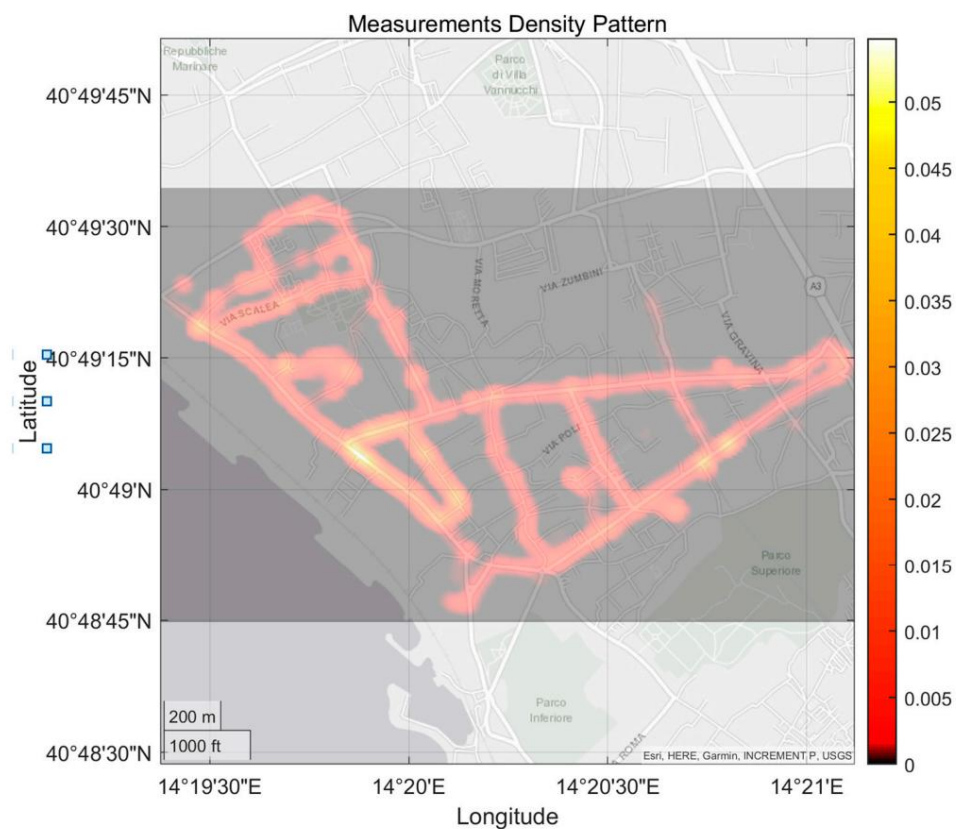 Measurements Density Pattern
Repubbliche
Marinare
Parco
di Villa
Vannucchi
40°49'45"N
40°49'30"N
40°49'15"N
40°49'N
40°48'45"N
40°48'30"N
Latitude
VIA SCALEA
VIA MORETTA
VIA ZUMBINI
VIA GRAVINA
A3
VIA POLI
Parco
Superiore
Parco
Inferiore
ROMA
200 m
1000 ft
Esri, HERE, Garmin, INCREMENT P, USGS
14°19'30"E
14°20'E
14°20'30"E
14°21'E
Longitude
0.05
0.045
0.04
0.035
0.03
0.025
0.02
0.015
0.01
0.005
0